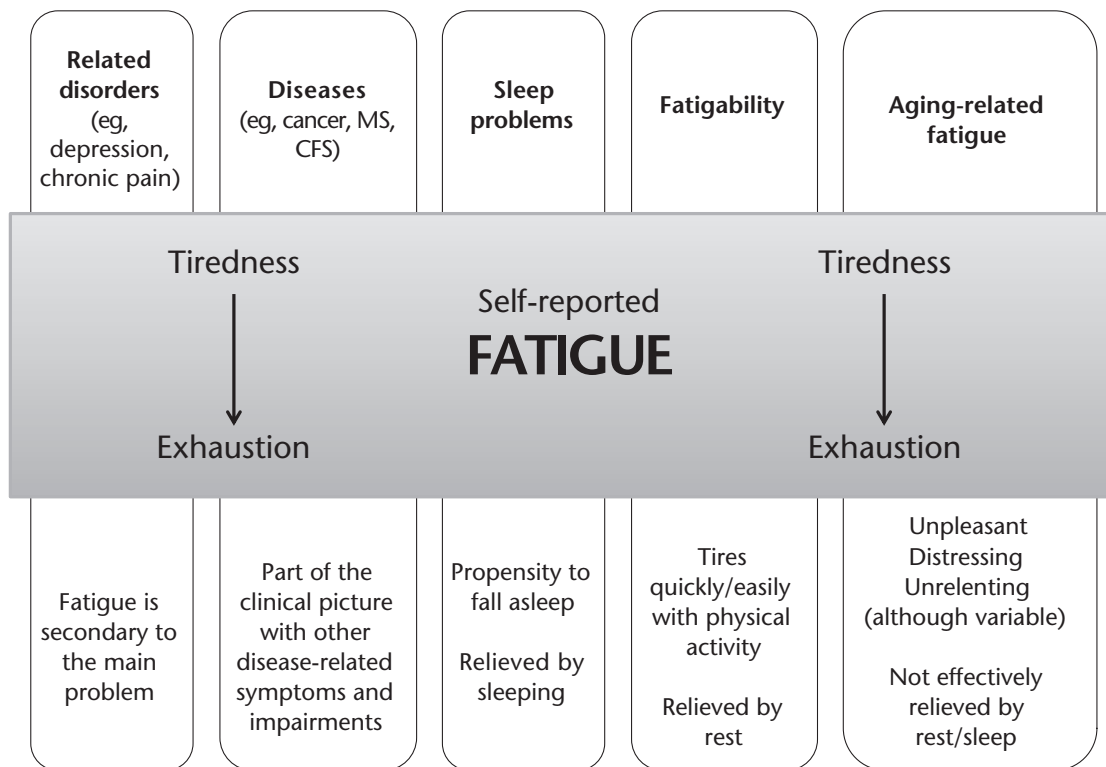 Related
disorders
(eg,
depression,
chronic pain)
Diseases
(eg, cancer, MS,
CFS)
Sleep
problems
Fatigability
Aging-related
fatigue
Tiredness
Exhaustion
Self-reported
FATIGUE
Tiredness
Exhaustion
Fatigue is
secondary to
the main
problem
Part of the
clinical picture
with other
disease-related
symptoms and
impairments
Propensity to
fall asleep
Relieved by
sleeping
Tires
quickly/easily
with physical
activity
Relieved by
rest
Unpleasant
Distressing
Unrelenting
(although variable)
Not effectively
relieved by
rest/sleep